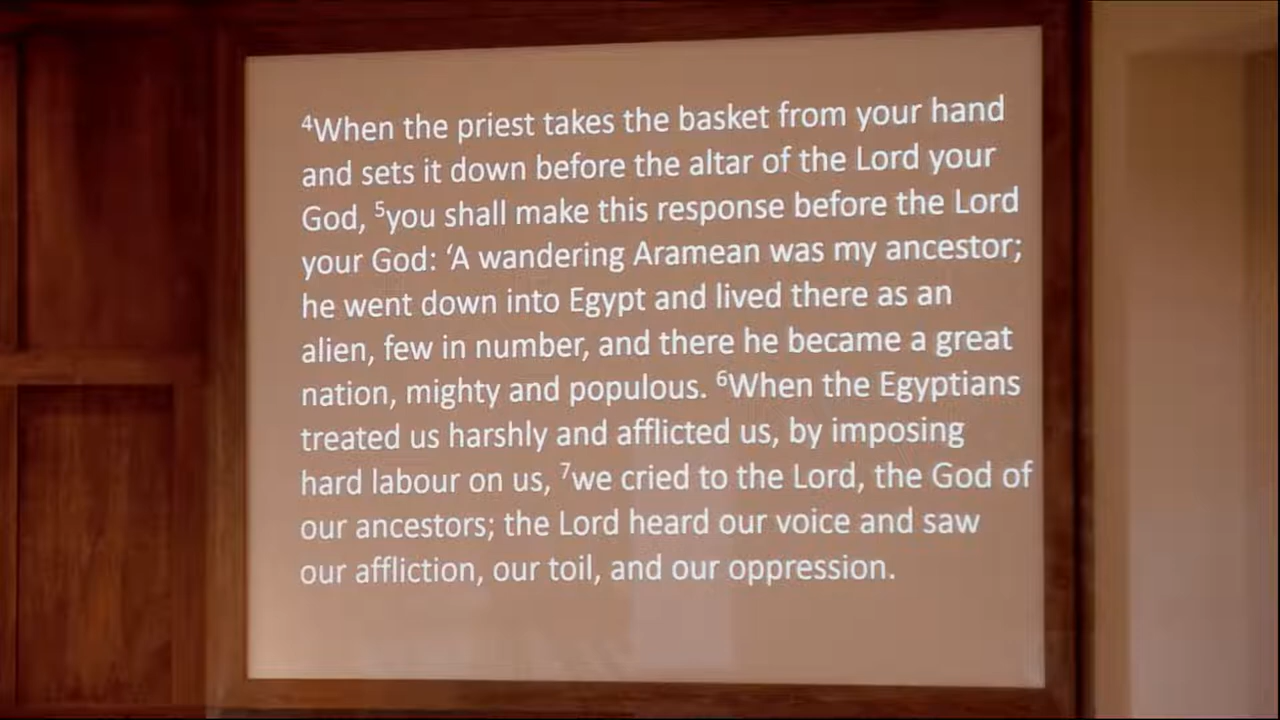 ⁴When the priest takes the basket from your hand
and sets it down before the altar of the Lord your
God, ⁵you shall make this response before the Lord
your God: ‘A wandering Aramean was my ancestor;
he went down into Egypt and lived there as an
alien, few in number, and there he became a great
nation, mighty and populous. ⁶When the Egyptians
treated us harshly and afflicted us, by imposing
hard labour on us, ⁷we cried to the Lord, the God of
our ancestors; the Lord heard our voice and saw
our affliction, our toil, and our oppression.